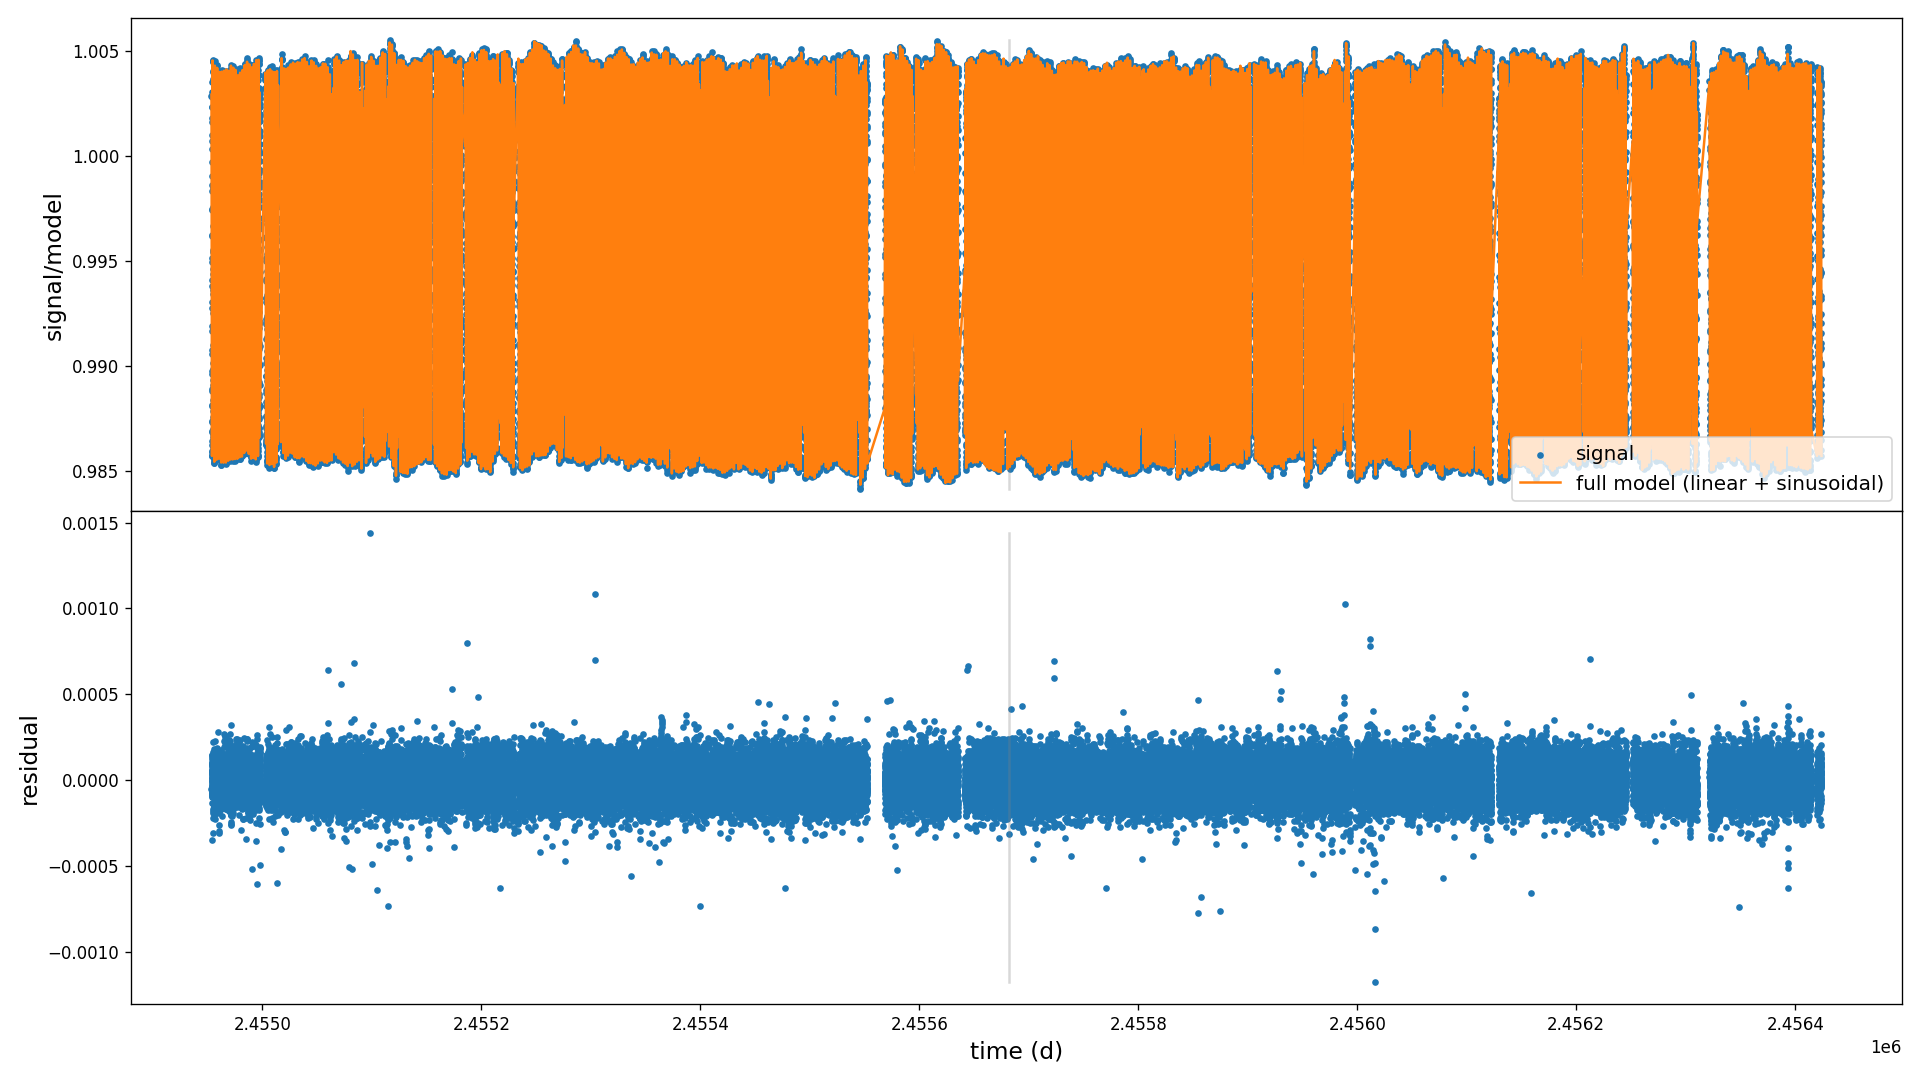 signal/model
1.005
1.000
0.995
0.990
0.985
signal
full model (linear + sinusoidal)
residual
0.0015
0.0010
0.0005
0.0000
−0.0005
−0.0010
2.4550 2.4552 2.4554 2.4556 2.4558 2.4560 2.4562 2.4564
time (d)
1e6